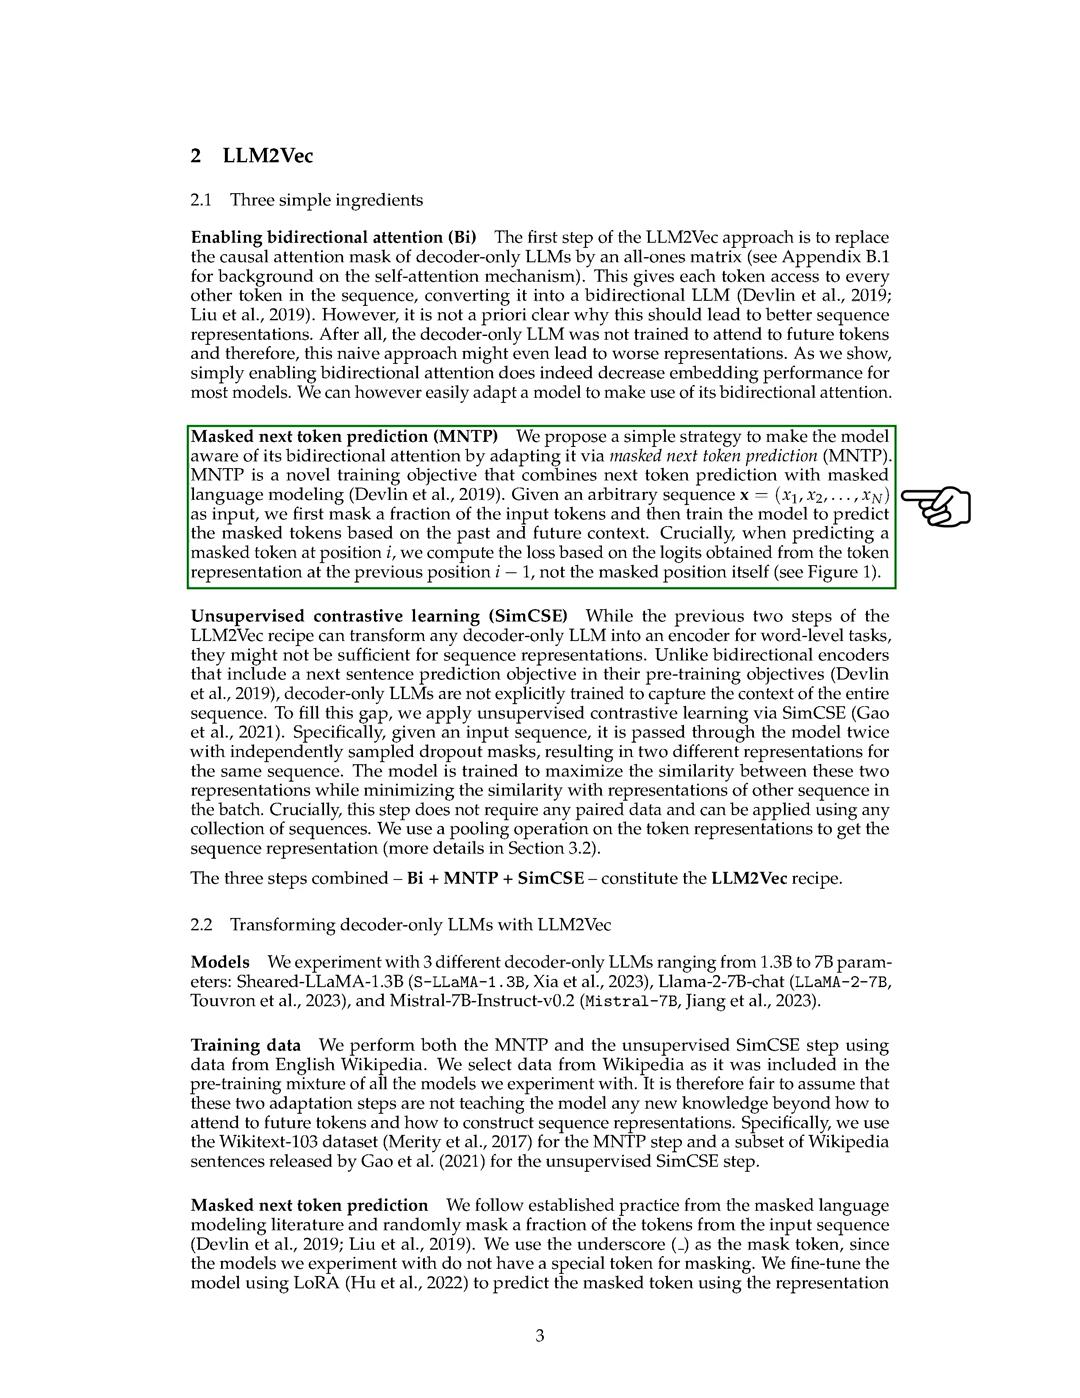 2 LLM2Vec
2.1 Three simple ingredients
Enabling bidirectional attention (Bi) The first step of the LLM2Vec approach is to replace
the causal attention mask of decoder-only LLMs by an all-ones matrix (see Appendix B.1
for background on the self-attention mechanism). This gives each token access to every
other token in the sequence, converting it into a bidirectional LLM (Devlin et al., 2019;
Liu et al., 2019). However, it is not a priori clear why this should lead to better sequence
representations. After all, the decoder-only LLM was not trained to attend to future tokens
and therefore, this naive approach might even lead to worse representations. As we show,
simply enabling bidirectional attention does indeed decrease embedding performance for
most models. We can however easily adapt a model to make use of its bidirectional attention.
Masked next token prediction (MNTP) We propose a simple strategy to make the model
aware of its bidirectional attention by adapting it via masked next token prediction (MNTP).
MNTP is a novel training objective that combines next token prediction with masked
language modeling (Devlin et al., 2019). Given an arbitrary sequence x = (x₁, x₂, . . . , x_N)
as input, we first mask a fraction of the input tokens and then train the model to predict
the masked tokens based on the past and future context. Crucially, when predicting a
masked token at position i, we compute the loss based on the logits obtained from the token
representation at the previous position i − 1, not the masked position itself (see Figure 1).
Unsupervised contrastive learning (SimCSE) While the previous two steps of the
LLM2Vec recipe can transform any decoder-only LLM into an encoder for word-level tasks,
they might not be sufficient for sequence representations. Unlike bidirectional encoders
that include a next sentence prediction objective in their pre-training objectives (Devlin
et al., 2019), decoder-only LLMs are not explicitly trained to capture the context of the entire
sequence. To fill this gap, we apply unsupervised contrastive learning via SimCSE (Gao
et al., 2021). Specifically, given an input sequence, it is passed through the model twice
with independently sampled dropout masks, resulting in two different representations for
the same sequence. The model is trained to maximize the similarity between these two
representations while minimizing the similarity with representations of other sequence in
the batch. Crucially, this step does not require any paired data and can be applied using any
collection of sequences. We use a pooling operation on the token representations to get the
sequence representation (more details in Section 3.2).
The three steps combined – Bi + MNTP + SimCSE – constitute the LLM2Vec recipe.
2.2 Transforming decoder-only LLMs with LLM2Vec
Models We experiment with 3 different decoder-only LLMs ranging from 1.3B to 7B param-
eters: Sheared-LLaMA-1.3B (S-LLaMA-1.3B, Xia et al., 2023), Llama-2-7B-chat (LLaMA-2-7B,
Touvron et al., 2023), and Mistral-7B-Instruct-v0.2 (Mistral-7B, Jiang et al., 2023).
Training data We perform both the MNTP and the unsupervised SimCSE step using
data from English Wikipedia. We select data from Wikipedia as it was included in the
pre-training mixture of all the models we experiment with. It is therefore fair to assume that
these two adaptation steps are not teaching the model any new knowledge beyond how to
attend to future tokens and how to construct sequence representations. Specifically, we use
the Wikitext-103 dataset (Merity et al., 2017) for the MNTP step and a subset of Wikipedia
sentences released by Gao et al. (2021) for the unsupervised SimCSE step.
Masked next token prediction We follow established practice from the masked language
modeling literature and randomly mask a fraction of the tokens from the input sequence
(Devlin et al., 2019; Liu et al., 2019). We use the underscore (_) as the mask token, since
the models we experiment with do not have a special token for masking. We fine-tune the
model using LoRA (Hu et al., 2022) to predict the masked token using the representation
3